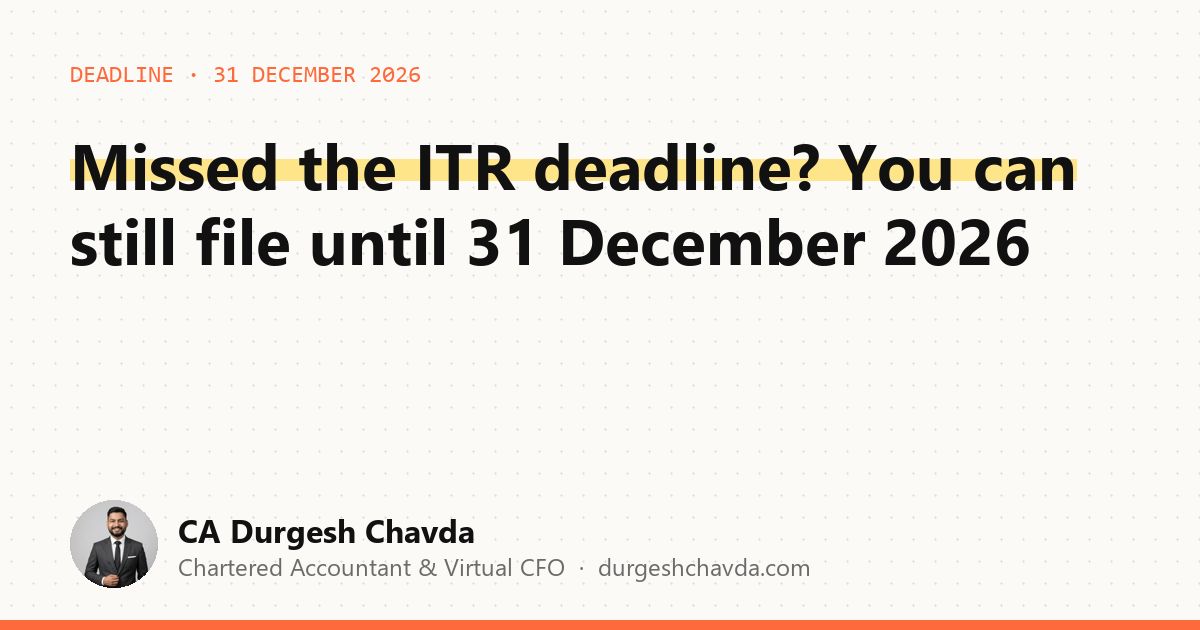 DEADLINE · 31 DECEMBER 2026
Missed the ITR deadline? You can
still file until 31 December 2026
CA Durgesh Chavda
Chartered Accountant & Virtual CFO · durgeshchavda.com